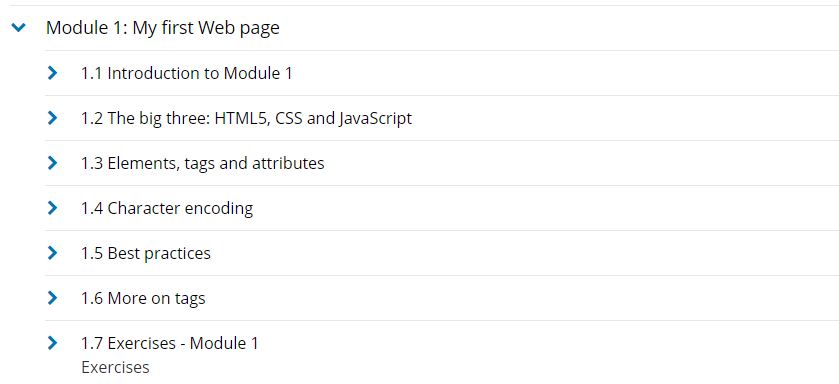 Module 1: My first Web page
1.1 Introduction to Module 1
1.2 The big three: HTML5, CSS and JavaScript
1.3 Elements, tags and attributes
1.4 Character encoding
1.5 Best practices
1.6 More on tags
1.7 Exercises - Module 1
Exercises